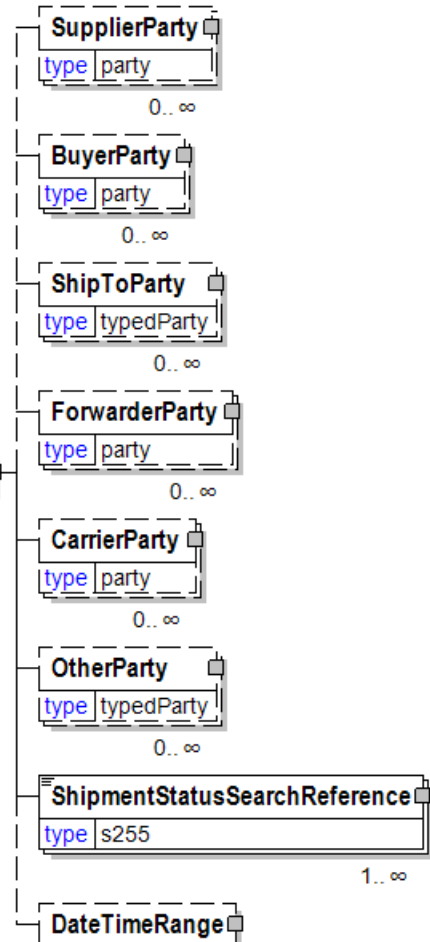 SupplierParty
type party
0.. ∞
BuyerParty
type party
0.. ∞
ShipToParty
type typedParty
0.. ∞
ForwarderParty
type party
0.. ∞
CarrierParty
type party
0.. ∞
OtherParty
type typedParty
0.. ∞
ShipmentStatusSearchReference
type s255
1.. ∞
DateTimeRange